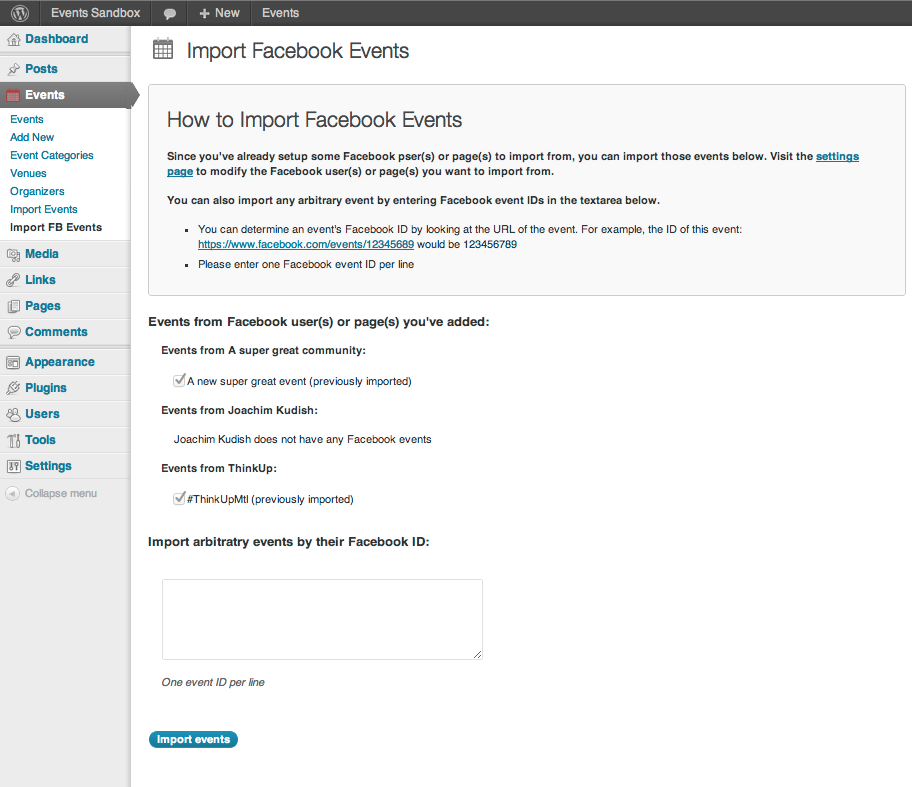 Events Sandbox
New
Events
Dashboard
Posts
Events
Events
Add New
Event Categories
Venues
Organizers
Import Events
Import FB Events
Media
Links
Pages
Comments
Appearance
Plugins
Users
Tools
Settings
Collapse menu
Import Facebook Events
How to Import Facebook Events
Since you've already setup some Facebook pser(s) or page(s) to import from, you can import those events below. Visit the settings
page to modify the Facebook user(s) or page(s) you want to import from.
You can also import any arbitrary event by entering Facebook event IDs in the textarea below.
You can determine an event's Facebook ID by looking at the URL of the event. For example, the ID of this event:
https://www.facebook.com/events/12345689 would be 123456789
Please enter one Facebook event ID per line
Events from Facebook user(s) or page(s) you've added:
Events from A super great community:
A new super great event (previously imported)
Events from Joachim Kudish:
Joachim Kudish does not have any Facebook events
Events from ThinkUp:
#ThinkUpMtl (previously imported)
Import arbitratry events by their Facebook ID:
One event ID per line
Import events